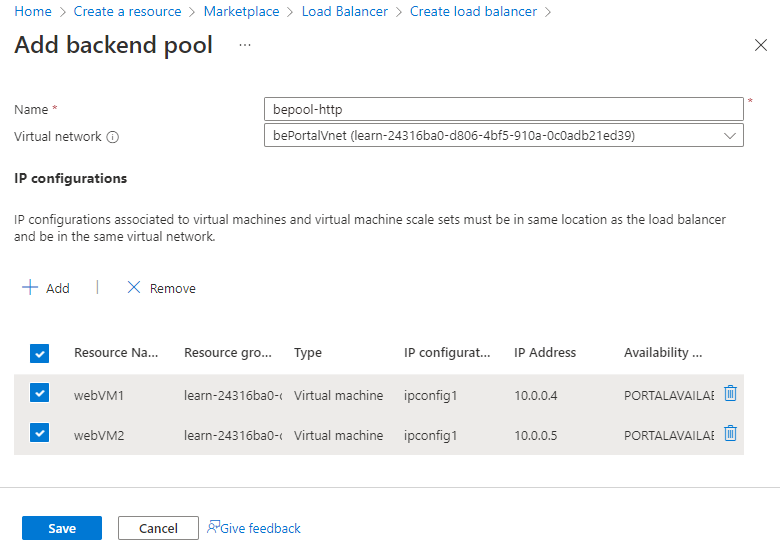 Home > Create a resource > Marketplace > Load Balancer > Create load balancer >
Add backend pool ...
Name *
bepool-http *
Virtual network
bePortalVnet (learn-24316ba0-d806-4bf5-910a-0c0adb21ed39)
IP configurations
IP configurations associated to virtual machines and virtual machine scale sets must be in same location as the load balancer
and be in the same virtual network.
+ Add | × Remove
Resource Na... Resource gro... Type IP configurat... IP Address Availability ...
webVM1 learn-24316ba0-c Virtual machine ipconfig1 10.0.0.4 PORTALAVAILAE
webVM2 learn-24316ba0-c Virtual machine ipconfig1 10.0.0.5 PORTALAVAILAE
Save Cancel Give feedback